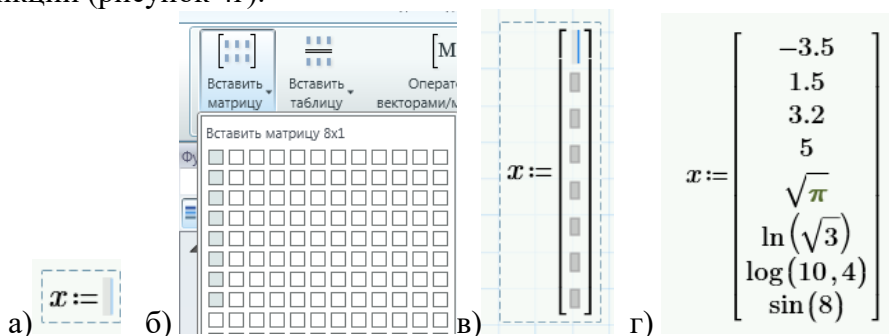 нкции (рисунок 4.1).
а) x:=
б) Вставить матрицу Вставить таблицу Операт векторами/м
[M
Вставить матрицу 8x1
в) x:=
г) x:=
−3.5
1.5
3.2
5
√π
ln(√3)
log(10,4)
sin(8)